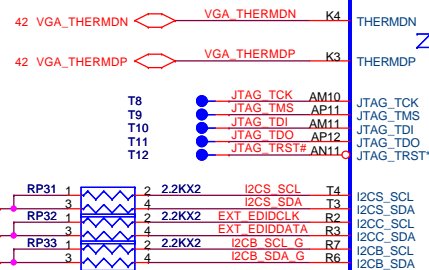 VGA_THERMDN K4
42 VGA_THERMDN THERMDN
VGA_THERMDP K3
42 VGA_THERMDP THERMDP
T8 JTAG_TCK AM10 JTAG_TCK
T9 JTAG_TMS AP11 JTAG_TMS
T10 JTAG_TDI AM11 JTAG_TDI
T11 JTAG_TDO AP12 JTAG_TDO
T12 JTAG_TRST# AN11 JTAG_TRST*
RP31 1 2 2.2KX2 I2CS_SCL T4 I2CS_SCL
3 4 I2CS_SDA T3 I2CS_SDA
RP32 1 2 2.2KX2 EXT_EDIDCLK R2 I2CC_SCL
3 4 EXT_EDIDDATA R3 I2CC_SDA
RP33 1 2 2.2KX2 I2CB_SCL_G R7 I2CB_SCL
3 4 I2CB_SDA_G R6 I2CB_SDA